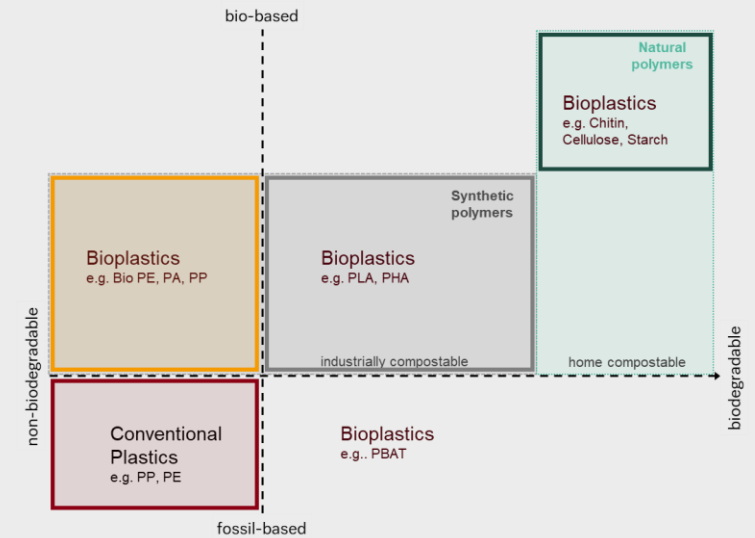 bio-based
Natural
polymers
Bioplastics
e.g. Chitin,
Cellulose, Starch
Synthetic
polymers
Bioplastics
e.g. Bio PE, PA, PP
Bioplastics
e.g. PLA, PHA
industrially compostable
home compostable
non-biodegradable
biodegradable
Conventional
Plastics
e.g. PP, PE
Bioplastics
e.g.. PBAT
fossil-based